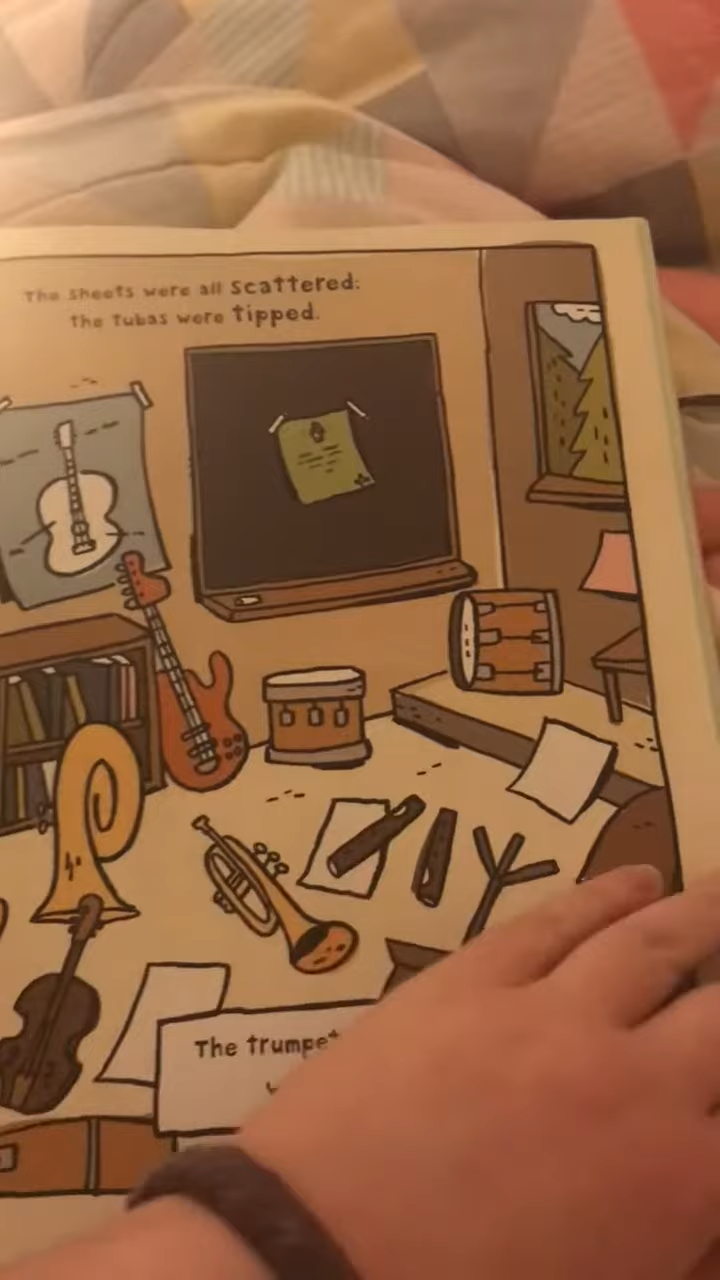 The sheets were all scattered;
the tubas were tipped.
The trumpet